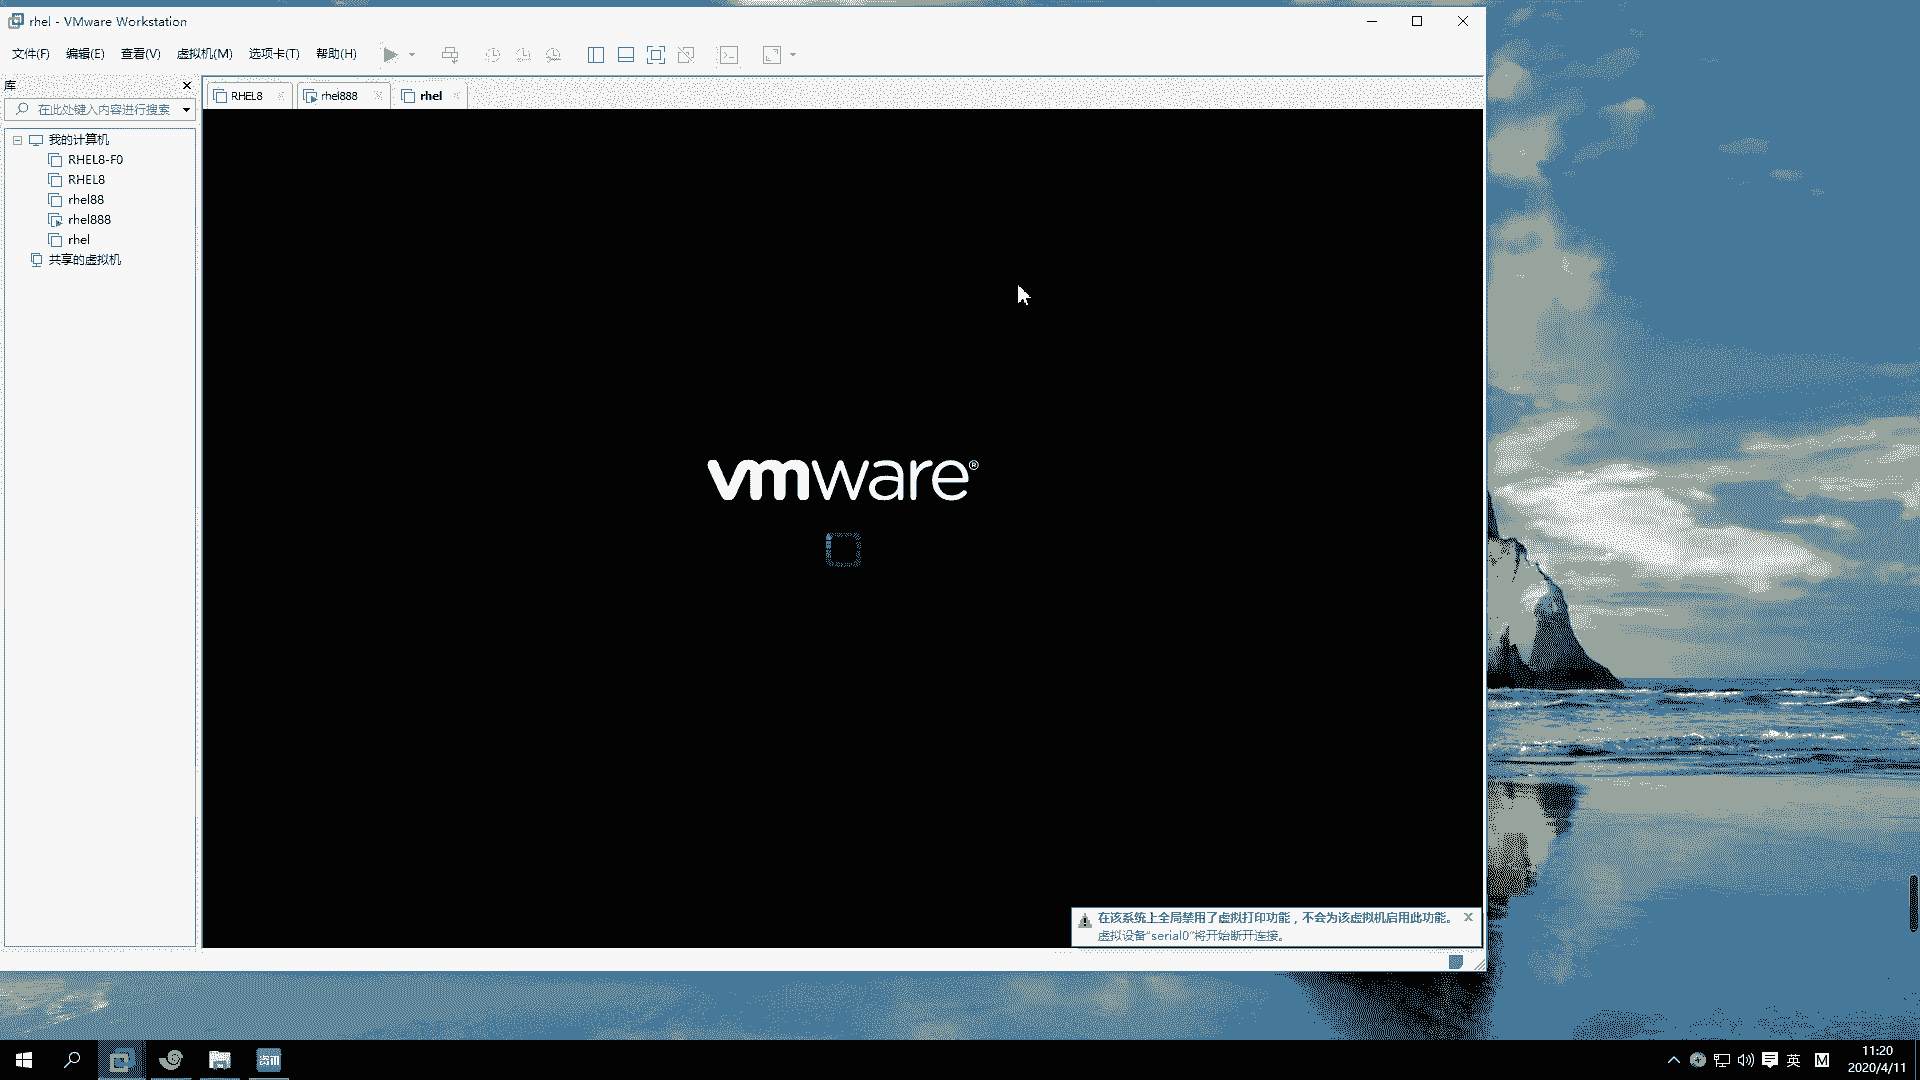 rhel - VMware Workstation
文件(F) 编辑(E) 查看(V) 虚拟机(M) 选项卡(T) 帮助(H)
库
在此处键入内容进行搜索
我的计算机
RHEL8-F0
RHEL8
rhel88
rhel888
rhel
共享的虚拟机
RHEL8 rhel888 rhel
vmware®
在该系统上全局禁用了虚拟打印功能，不会为该虚拟机启用此功能。
虚拟设备“serial0”将开始断开连接。
资讯
英 M
11:20
2020/4/11